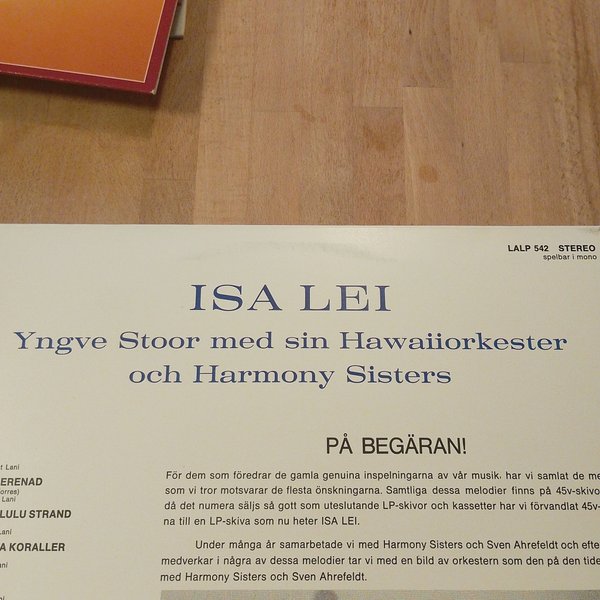 LALP 542 STEREO
spelbar i mono
ISA LEI
Yngve Stoor med sin Hawaiiorkester
och Harmony Sisters
PÅ BEGÄRAN!
För dem som föredrar de gamla genuina inspelningarna av vår musik, har vi samlat de me
som vi tror motsvarar de flesta önskningarna. Samtliga dessa melodier finns på 45v-skivo
då det numera säljs så gott som uteslutande LP-skivor och kassetter har vi förvandlat 45v-
na till en LP-skiva som nu heter ISA LEI.
Under många år samarbetade vi med Harmony Sisters och Sven Ahrefeldt och efte
medverkar i några av dessa melodier tar vi med en bild av orkestern som den på den tide
med Harmony Sisters och Sven Ahrefeldt.
t Lani
ERENAD
orres)
Lani
LULU STRAND
Lani
A KORALLER
Lani